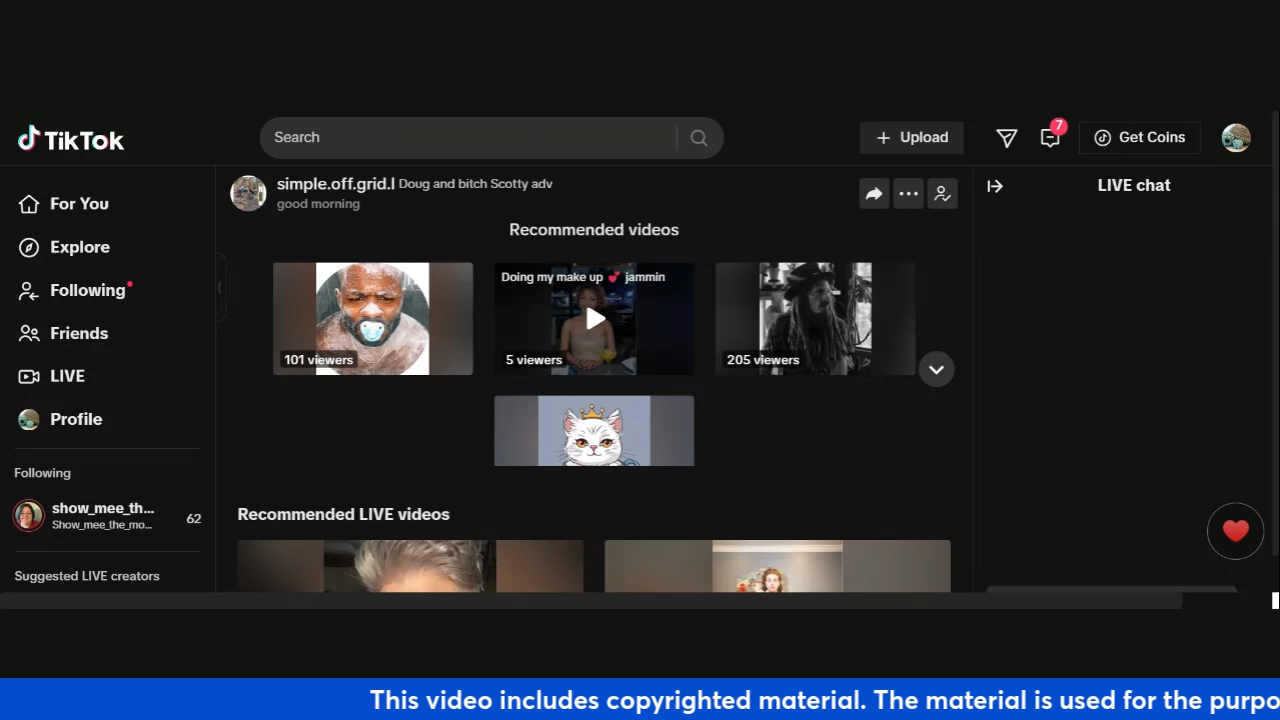 TikTok
Search
Upload
7
Get Coins
For You
Explore
Following
Friends
LIVE
Profile
Following
show_mee_th...
Show_mee_the_mo...
62
Suggested LIVE creators
simple.off.grid.l Doug and bitch Scotty adv
good morning
Recommended videos
101 viewers
Doing my make up 💕 jammin
5 viewers
205 viewers
Recommended LIVE videos
LIVE chat
This video includes copyrighted material. The material is used for the purpo